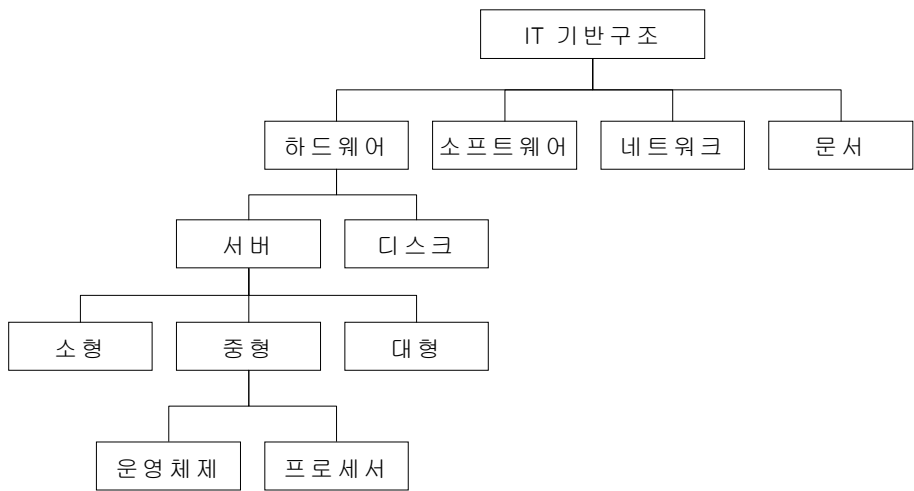 IT 기반구조
하드웨어
소프트웨어
네트워크
문서
서버
디스크
소형
중형
대형
운영체제
프로세서